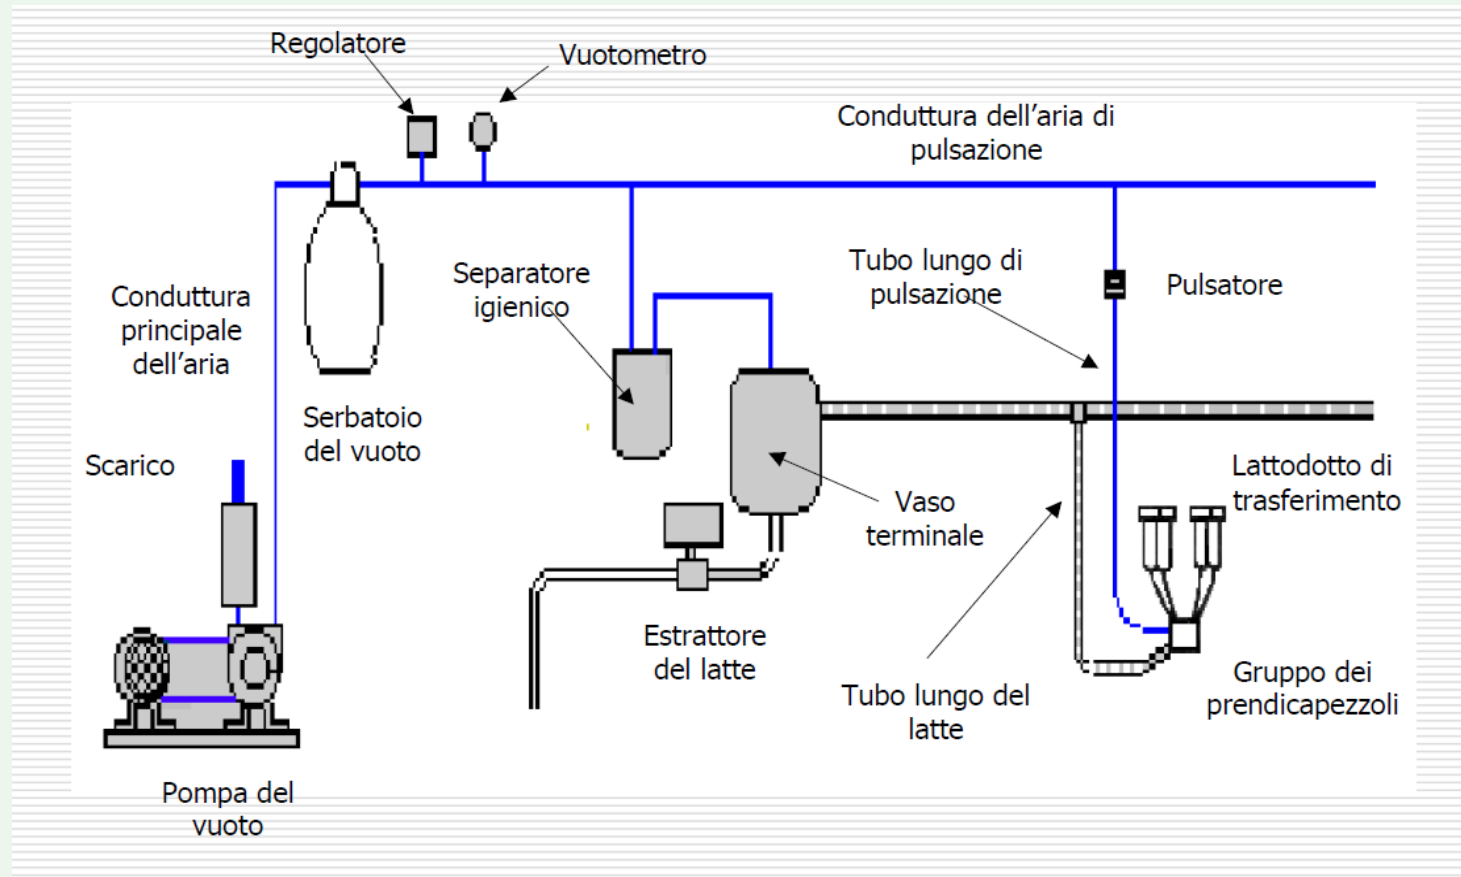 Regolatore
Vuotometro
Conduttura dell’aria di
pulsazione
Separatore
igienico
Tubo lungo di
pulsazione
Pulsatore
Conduttura
principale
dell’aria
Serbatoio
del vuoto
Scarico
Lattodotto di
trasferimento
Vaso
terminale
Estrattore
del latte
Tubo lungo del
latte
Gruppo dei
prendicapezzoli
Pompa del
vuoto